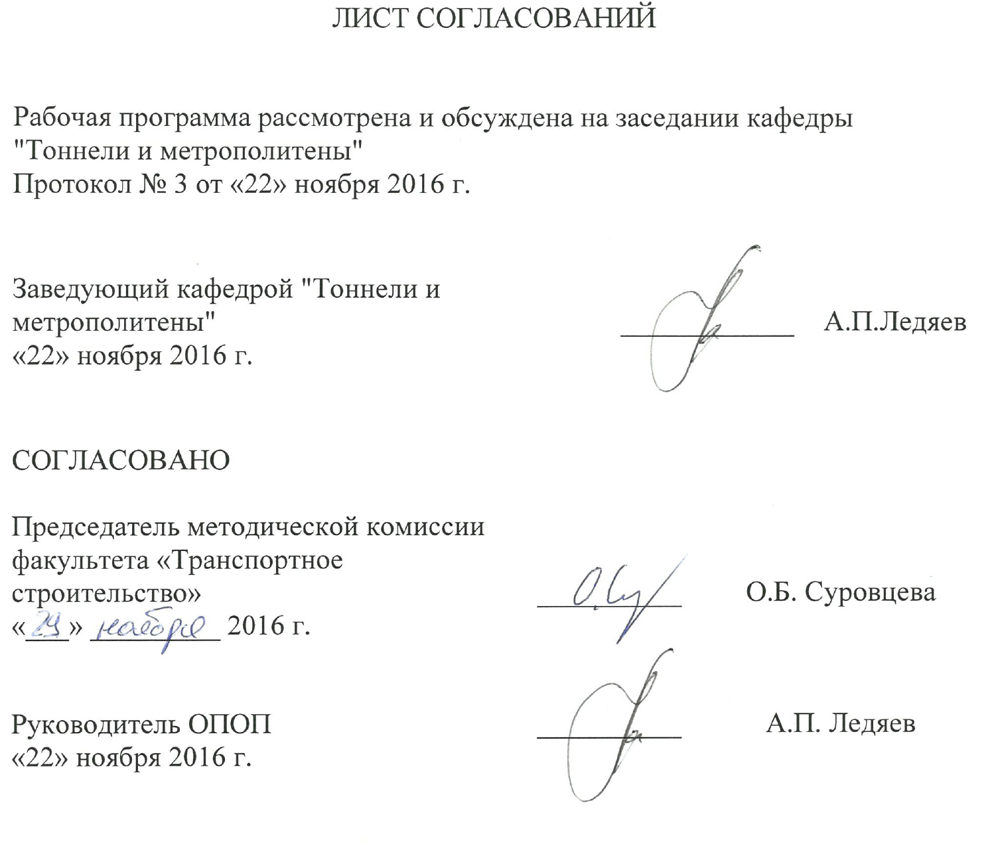 ЛИСТ СОГЛАСОВАНИЙ
Рабочая программа рассмотрена и обсуждена на заседании кафедры
"Тоннели и метрополитены"
Протокол № 3 от «22» ноября 2016 г.
Заведующий кафедрой "Тоннели и
метрополитены"
«22» ноября 2016 г.
А.П.Ледяев
СОГЛАСОВАНО
Председатель методической комиссии
факультета «Транспортное
строительство»
О.Б. Суровцева
«29» ноября 2016 г.
Руководитель ОПОП
А.П. Ледяев
«22» ноября 2016 г.